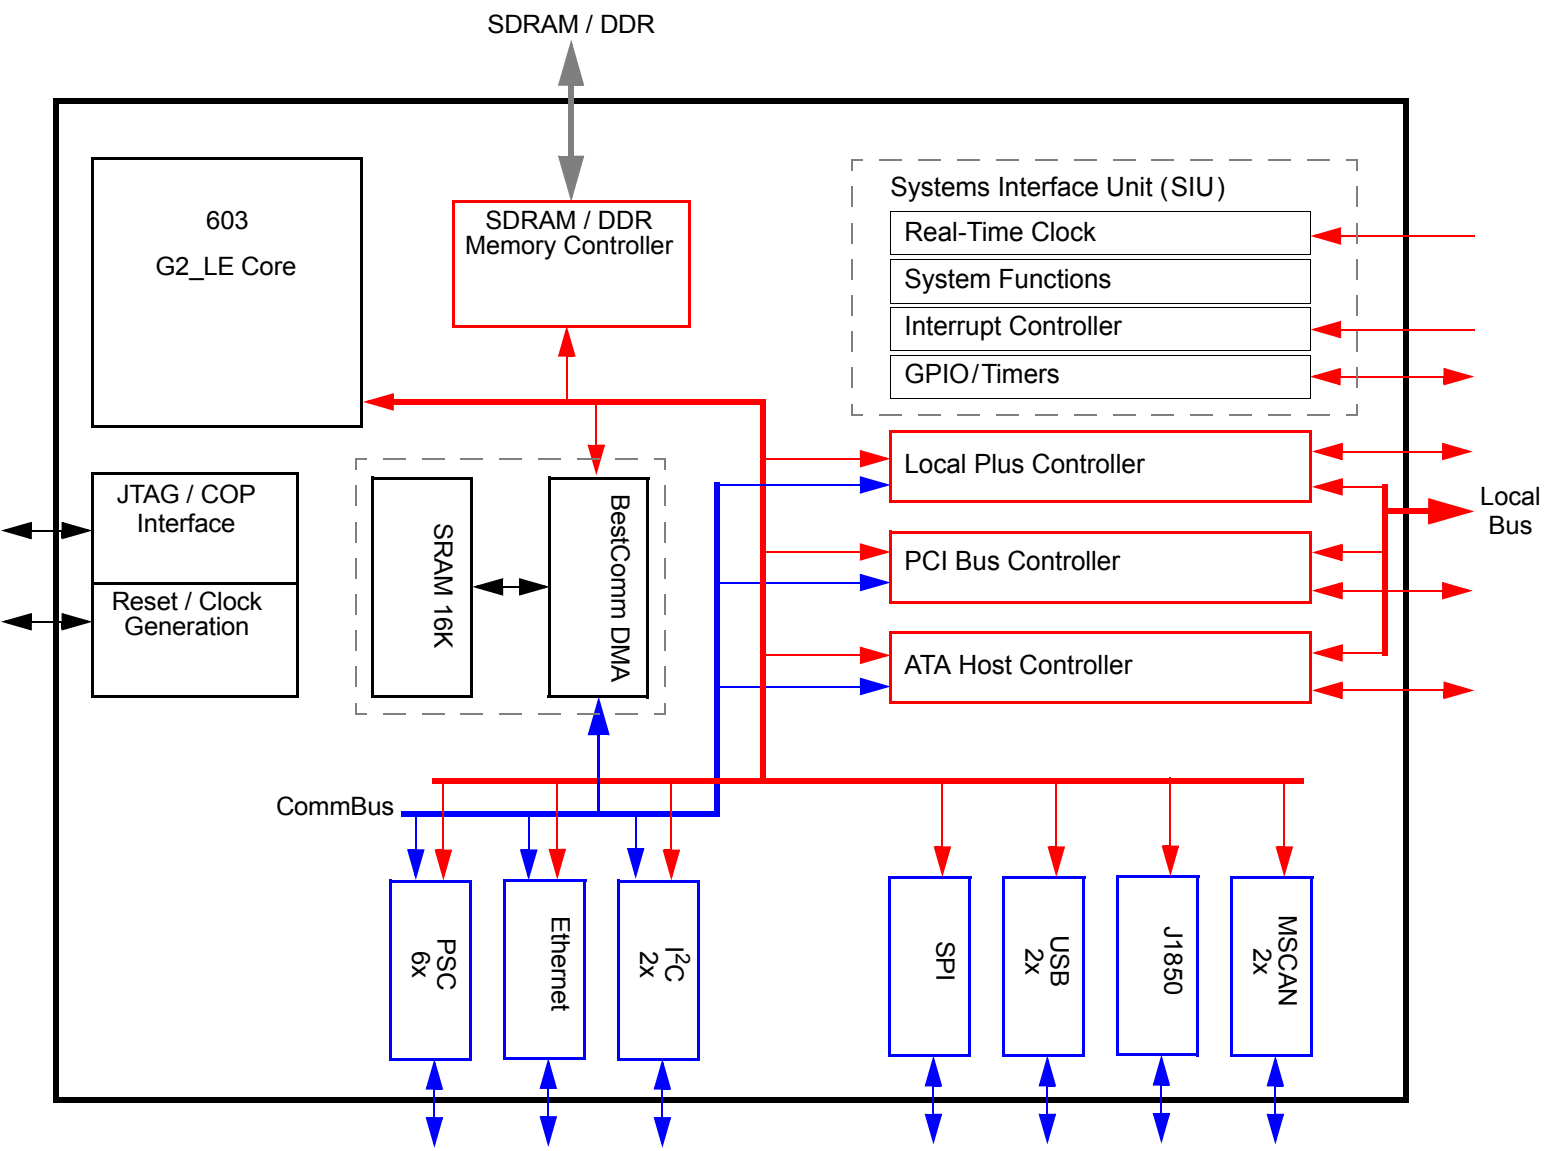 SDRAM / DDR
603
G2_LE Core
SDRAM / DDR
Memory Controller
Systems Interface Unit (SIU)
Real-Time Clock
System Functions
Interrupt Controller
GPIO/Timers
JTAG / COP
Interface
Reset / Clock
Generation
SRAM 16K
BestComm DMA
Local Plus Controller
PCI Bus Controller
ATA Host Controller
Local
Bus
CommBus
PSC
6x
Ethernet
I²C
2x
SPI
USB
2x
J1850
MSCAN
2x